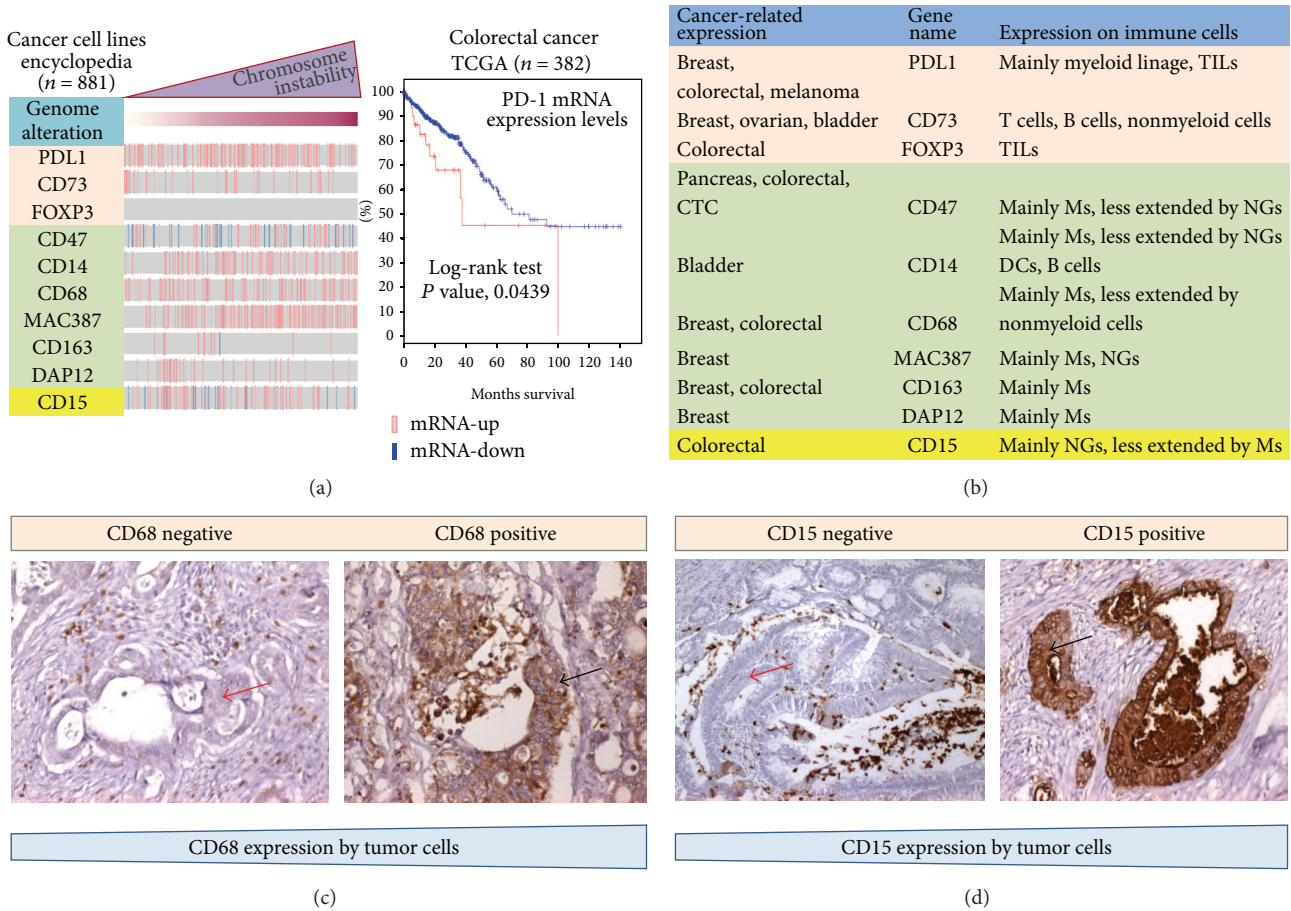 Cancer cell lines
encyclopedia
(n = 881)
Chromosome
instability
Genome
alteration
PDL1
CD73
FOXP3
CD47
CD14
CD68
MAC387
CD163
DAP12
CD15
Colorectal cancer
TCGA (n = 382)
PD-1 mRNA
expression levels
100
90
80
70
60
50
40
30
20
10
0
(%)
Log-rank test
P value, 0.0439
0 20 40 60 80 100 120 140
Months survival
mRNA-up
mRNA-down
(a)
Cancer-related expression Gene name Expression on immune cells
Breast, PDL1 Mainly myeloid linage, TILs
colorectal, melanoma
Breast, ovarian, bladder CD73 T cells, B cells, nonmyeloid cells
Colorectal FOXP3 TILs
Pancreas, colorectal,
CTC CD47 Mainly Ms, less extended by NGs
Mainly Ms, less extended by NGs
Bladder CD14 DCs, B cells
Mainly Ms, less extended by
Breast, colorectal CD68 nonmyeloid cells
Breast MAC387 Mainly Ms, NGs
Breast, colorectal CD163 Mainly Ms
Breast DAP12 Mainly Ms
Colorectal CD15 Mainly NGs, less extended by Ms
(b)
CD68 negative CD68 positive
CD68 expression by tumor cells
(c)
CD15 negative CD15 positive
CD15 expression by tumor cells
(d)